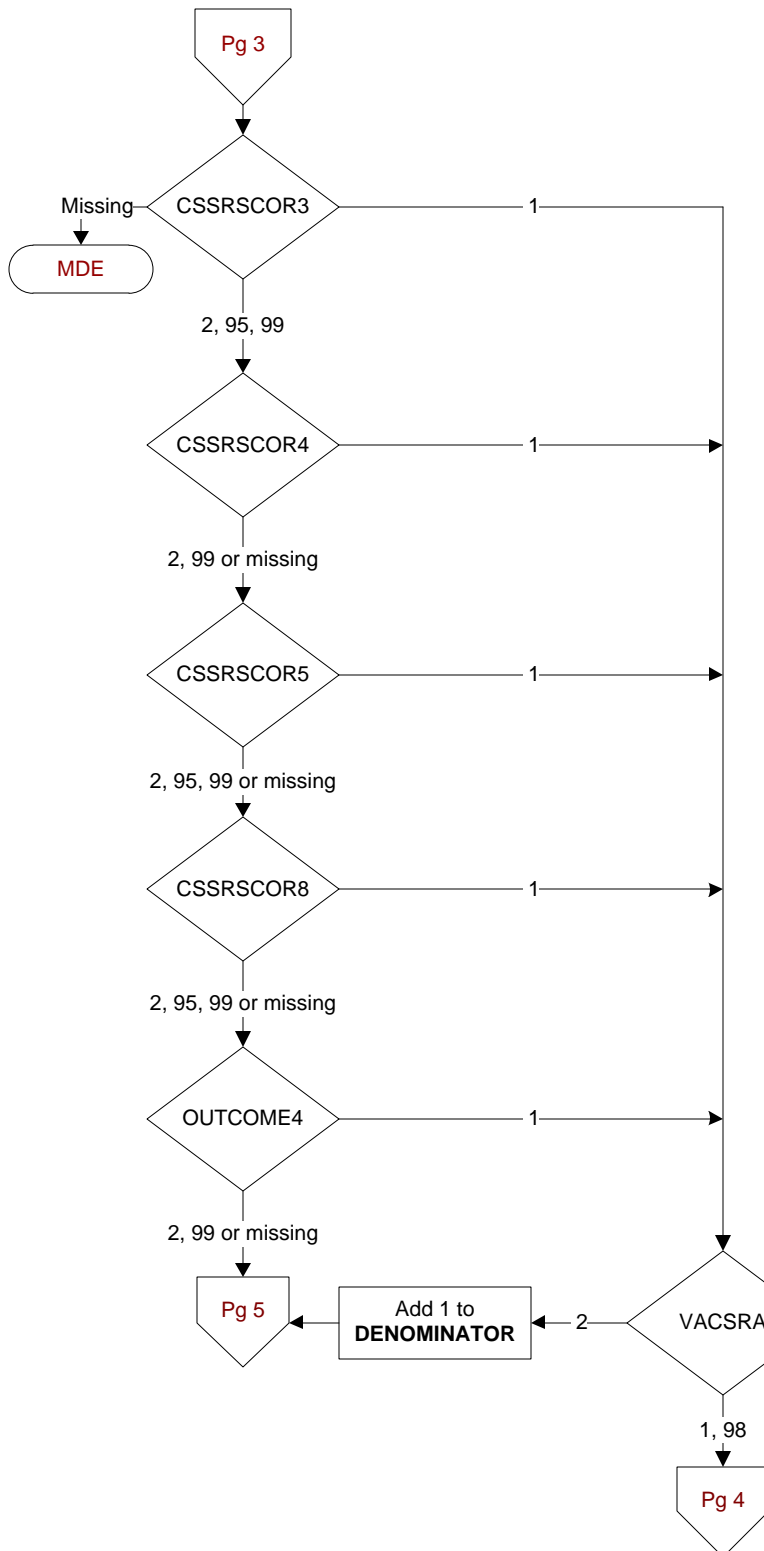 Pg 3
CSSRSCOR3
Missing
1
MDE
2, 95, 99
CSSRSCOR4
1
2, 99 or missing
CSSRSCOR5
1
2, 95, 99 or missing
CSSRSCOR8
1
2, 95, 99 or missing
OUTCOME4
1
2, 99 or missing
Pg 5
Add 1 to
DENOMINATOR
2
VACSRA
1, 98
Pg 4